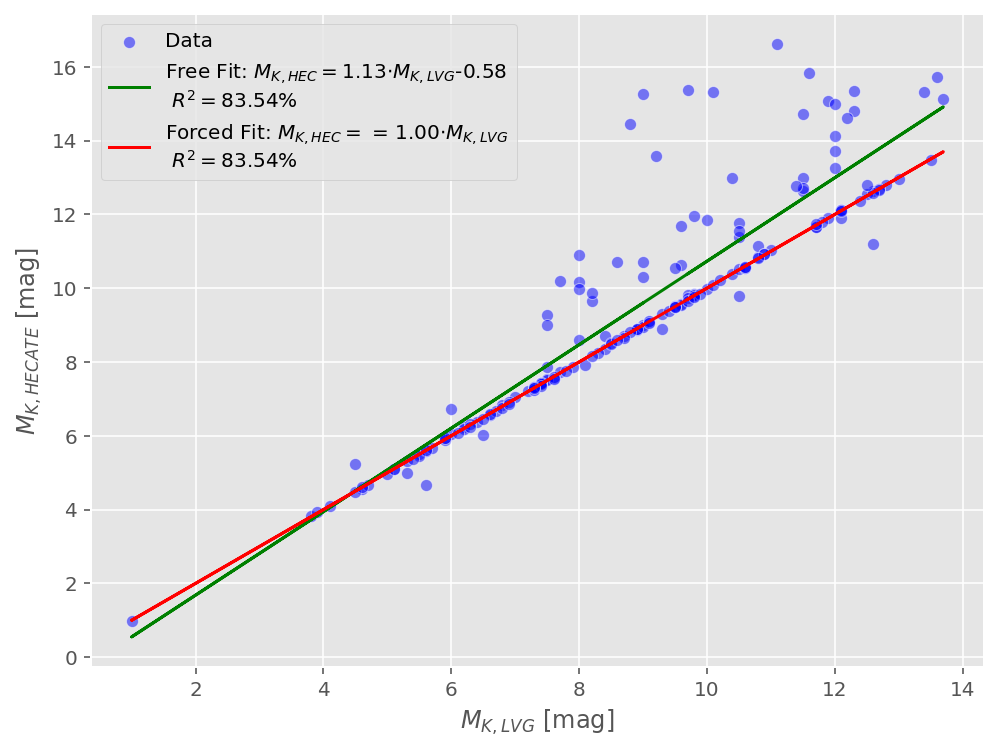 Data
Free Fit: $M_{K,HEC} = 1.13 \cdot M_{K,LVG}$-0.58
$R^2 = 83.54\%$
Forced Fit: $M_{K,HEC} = = 1.00 \cdot M_{K,LVG}$
$R^2 = 83.54\%$
16
14
12
10
8
6
4
2
0
$M_{K,HECATE}$ [mag]
2 4 6 8 10 12 14
$M_{K,LVG}$ [mag]